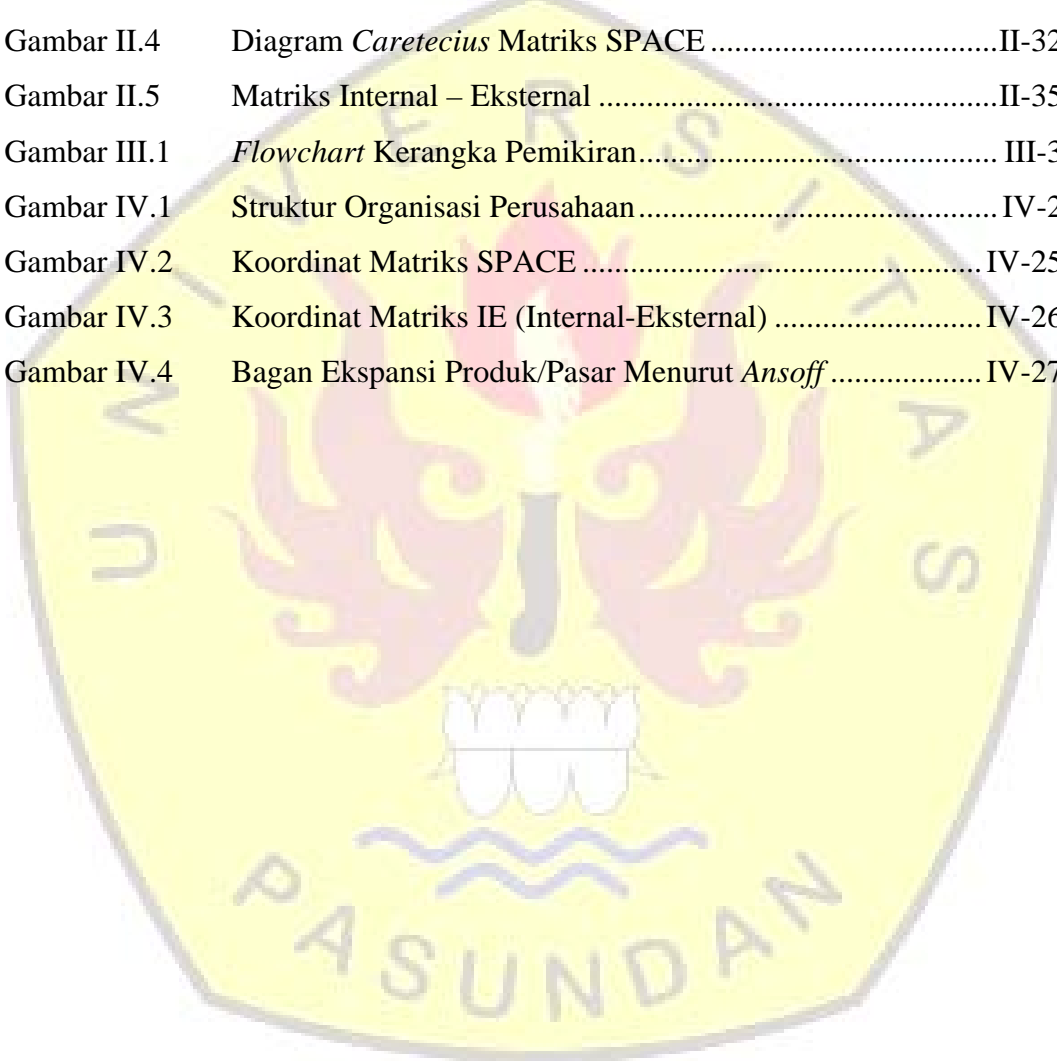 Gambar II.4 Diagram Caretecius Matriks SPACE ................................II-32
Gambar II.5 Matriks Internal – Eksternal ............................................II-35
Gambar III.1 Flowchart Kerangka Pemikiran....................................... III-3
Gambar IV.1 Struktur Organisasi Perusahaan....................................... IV-2
Gambar IV.2 Koordinat Matriks SPACE ............................................ IV-25
Gambar IV.3 Koordinat Matriks IE (Internal-Eksternal) ....................... IV-26
Gambar IV.4 Bagan Ekspansi Produk/Pasar Menurut Ansoff .................. IV-27
UNIVERSITAS
PASUNDAN